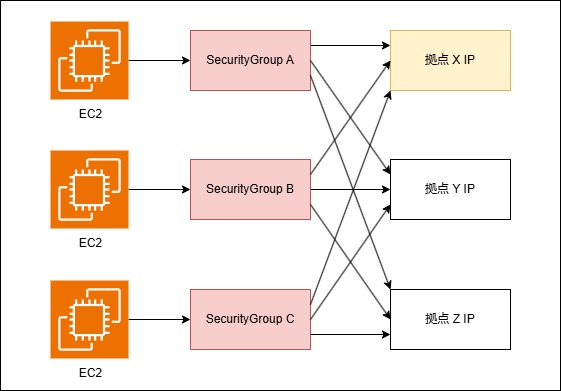 EC2
SecurityGroup A
拠点 X IP
EC2
SecurityGroup B
拠点 Y IP
EC2
SecurityGroup C
拠点 Z IP